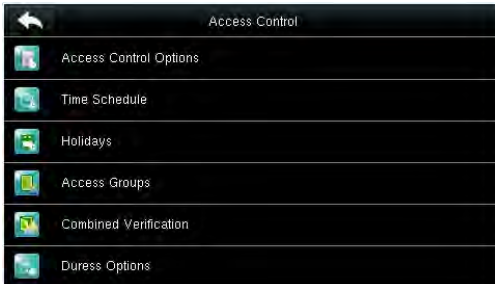 Access Control
Access Control Options
Time Schedule
Holidays
Access Groups
Combined Verification
Duress Options